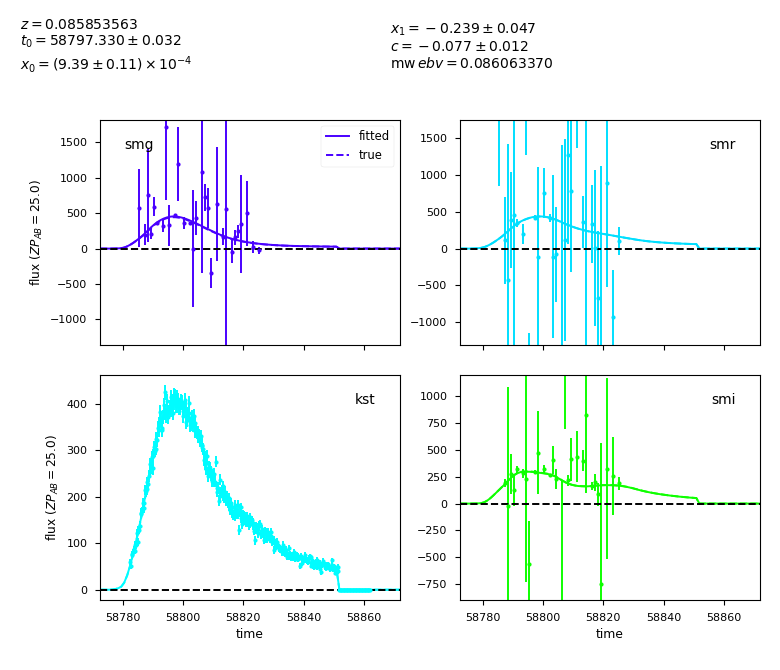 z = 0.085853563
t₀ = 58797.330 ± 0.032
x₀ = (9.39 ± 0.11) × 10⁻⁴
x₁ = −0.239 ± 0.047
c = −0.077 ± 0.012
mw ebv = 0.086063370
smg
fitted
true
1500
1000
500
0
−500
−1000
flux (ZP_AB = 25.0)
smr
1500
1000
500
0
−500
−1000
kst
400
300
200
100
0
flux (ZP_AB = 25.0)
58780 58800 58820 58840 58860
time
smi
1000
750
500
250
0
−250
−500
−750
58780 58800 58820 58840 58860
time